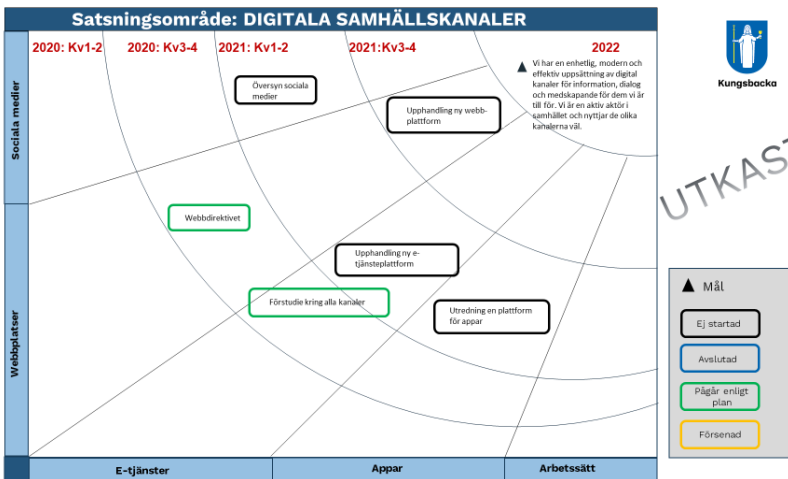 Satsningsområde: DIGITALA SAMHÄLLSKANALER
2020: Kv1-2
2020: Kv3-4
2021: Kv1-2
2021:Kv3-4
2022
Sociala medier
Webbplatser
Översyn sociala
medier
Upphandling ny webb-
plattform
▲ Vi har en enhetlig, modern och
effektiv uppsättning av digital
kanaler för information, dialog
och medskapande för dem vi är
till för. Vi är en aktiv aktör i
samhället och nyttjar de olika
kanalerna väl.
Webbdirektivet
Upphandling ny e-
tjänsteplattform
Förstudie kring alla kanaler
Utredning en plattform
för appar
E-tjänster
Appar
Arbetssätt
Kungsbacka
UTKAST
▲ Mål
Ej startad
Avslutad
Pågår enligt
plan
Försenad